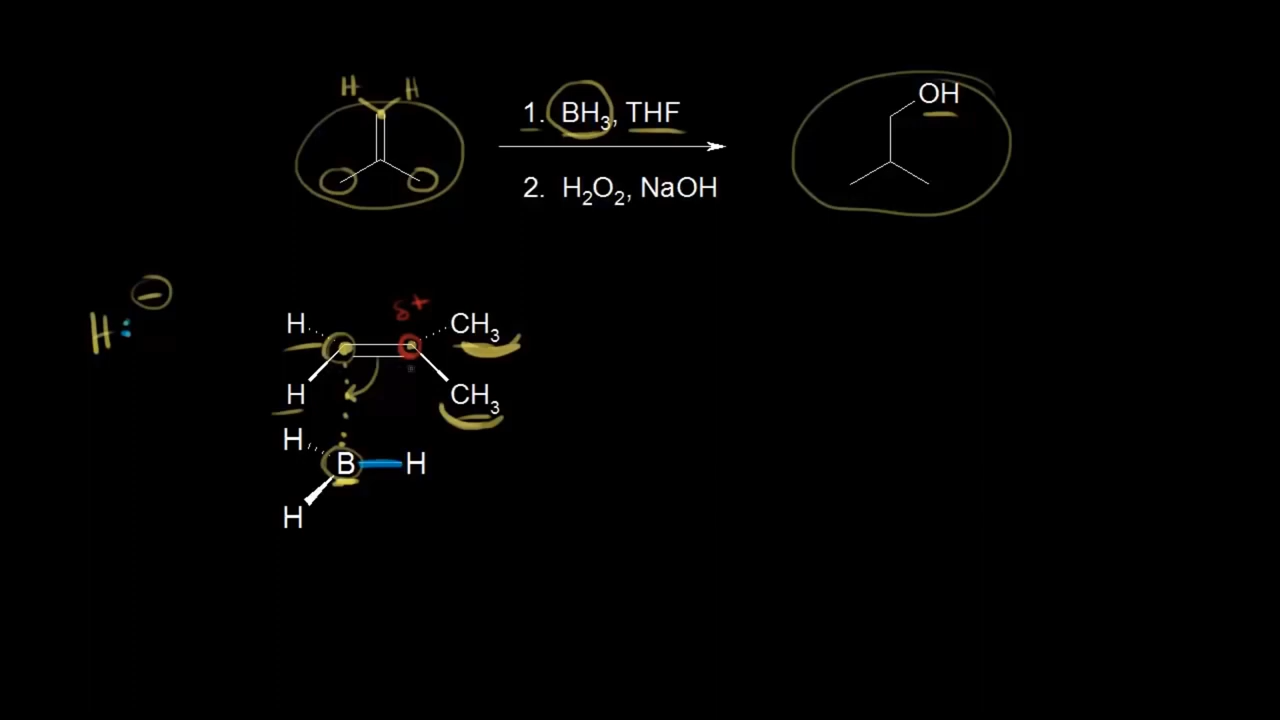 H H
1. BH3, THF
OH
2. H2O2, NaOH
H:⁻
δ+
H CH3
H CH3
H
B H
H